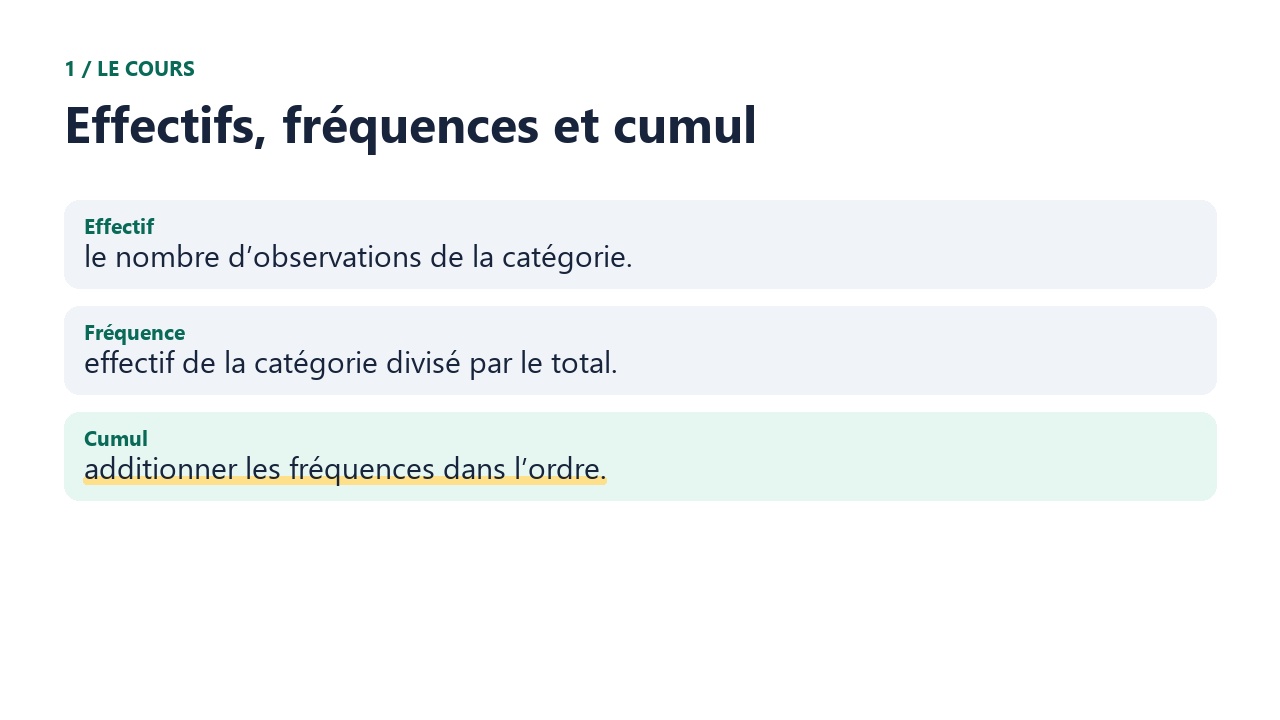 1 / LE COURS
Effectifs, fréquences et cumul
Effectif
le nombre d’observations de la catégorie.
Fréquence
effectif de la catégorie divisé par le total.
Cumul
additionner les fréquences dans l’ordre.